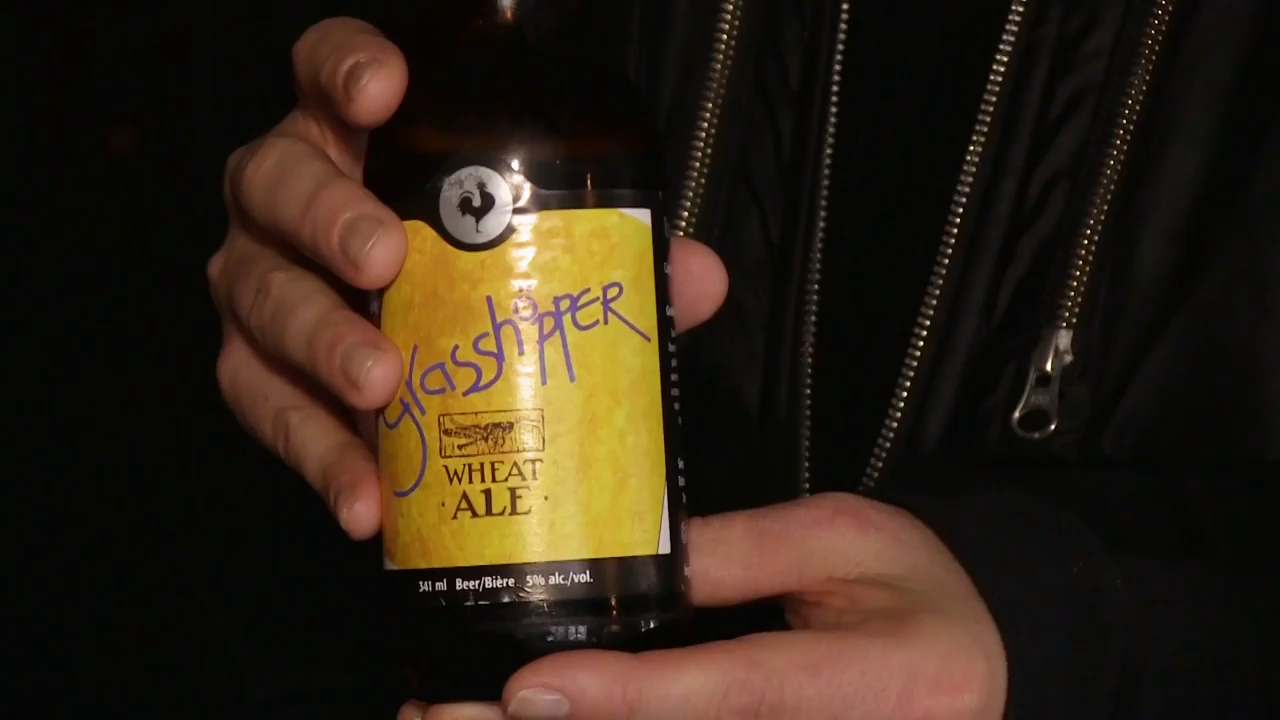 grasshopper
WHEAT
·ALE·
341 ml Beer/Bière 5% alc./vol.